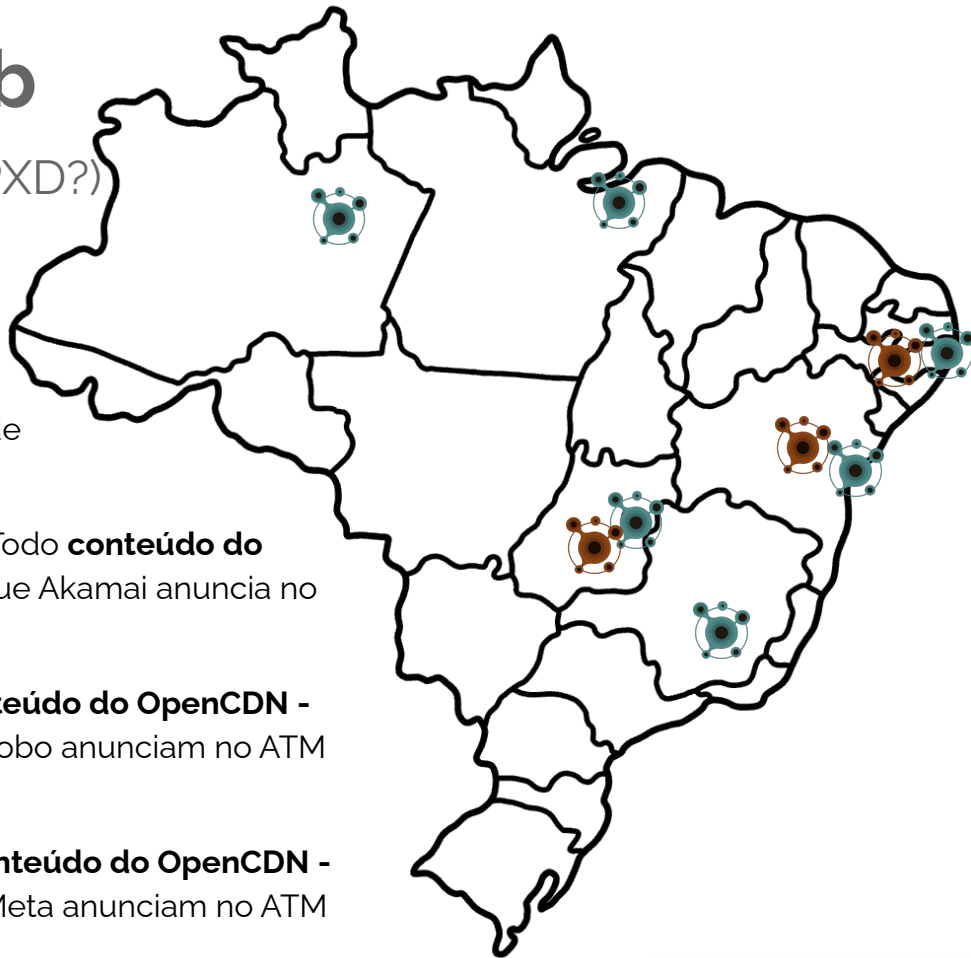 b
XD?)
de
Todo conteúdo do
ue Akamai anuncia no
teúdo do OpenCDN -
obo anunciam no ATM
nteúdo do OpenCDN -
Meta anunciam no ATM